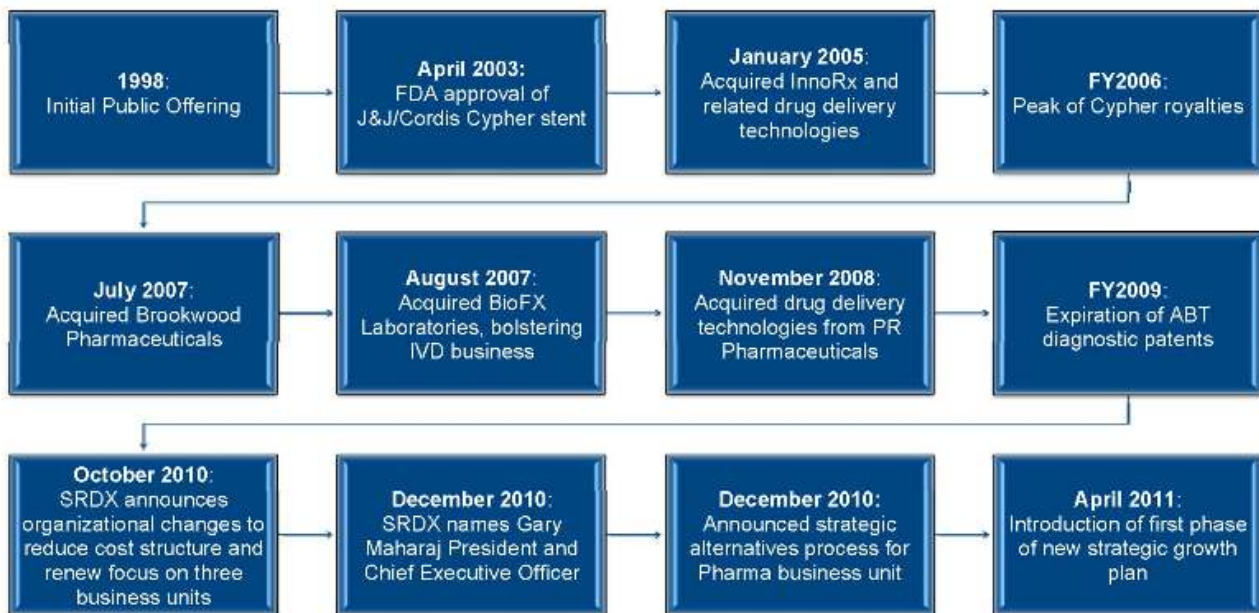 1998:
Initial Public Offering
April 2003:
FDA approval of
J&J/Cordis Cypher stent
January 2005:
Acquired InnoRx and
related drug delivery
technologies
FY2006:
Peak of Cypher royalties
July 2007:
Acquired Brookwood
Pharmaceuticals
August 2007:
Acquired BioFX
Laboratories, bolstering
IVD business
November 2008:
Acquired drug delivery
technologies from PR
Pharmaceuticals
FY2009:
Expiration of ABT
diagnostic patents
October 2010:
SRDX announces
organizational changes to
reduce cost structure and
renew focus on three
business units
December 2010:
SRDX names Gary
Maharaj President and
Chief Executive Officer
December 2010:
Announced strategic
alternatives process for
Pharma business unit
April 2011:
Introduction of first phase
of new strategic growth
plan